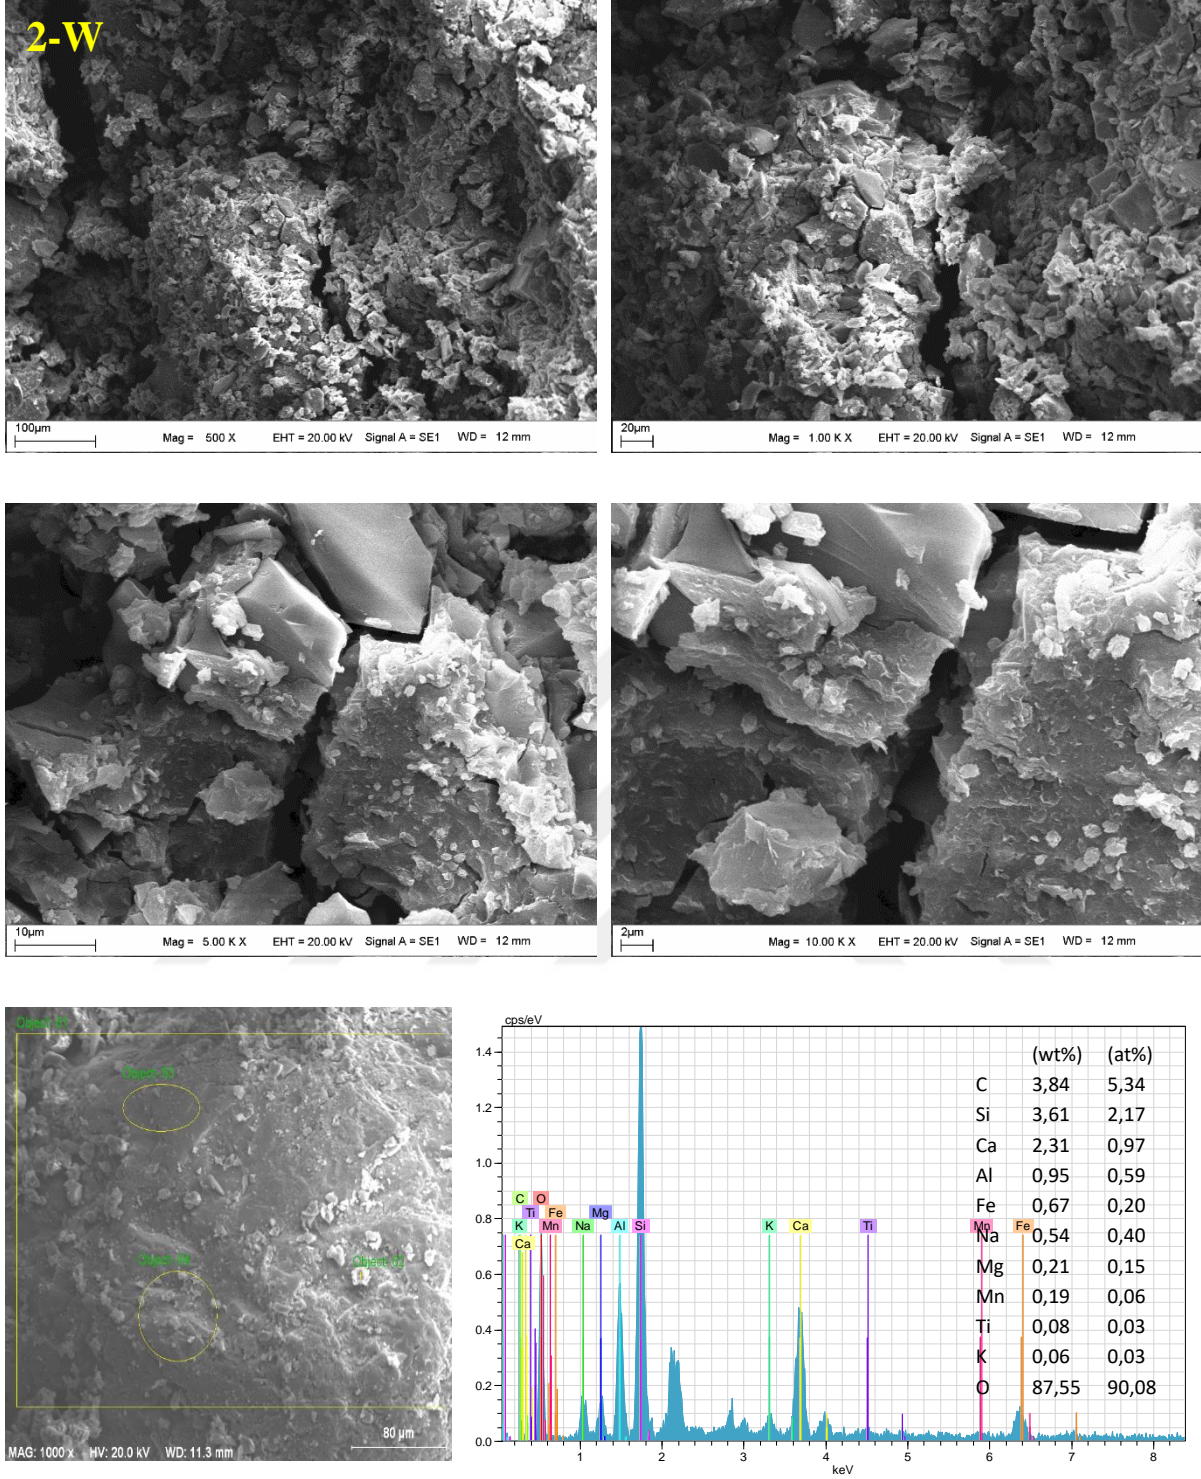 2-W
100µm
Mag = 500 X EHT = 20.00 kV Signal A = SE1 WD = 12 mm
20µm
Mag = 1.00 K X EHT = 20.00 kV Signal A = SE1 WD = 12 mm
10µm
Mag = 5.00 K X EHT = 20.00 kV Signal A = SE1 WD = 12 mm
2µm
Mag = 10.00 K X EHT = 20.00 kV Signal A = SE1 WD = 12 mm
Object
Object
Object
Object 62
80 µm
MAG: 1000 x HV: 20.0 kV WD: 11.3 mm
cps/eV
1.4
1.2
1.0
0.8
0.6
0.4
0.2
0.0
C O
Ti Fe Mg
K Mn Na Al Si K Ca Ti Mn Fe
Ca
1 2 3 4 5 6 7 8
keV
(wt%) (at%)
C 3,84 5,34
Si 3,61 2,17
Ca 2,31 0,97
Al 0,95 0,59
Fe 0,67 0,20
Na 0,54 0,40
Mg 0,21 0,15
Mn 0,19 0,06
Ti 0,08 0,03
K 0,06 0,03
O 87,55 90,08